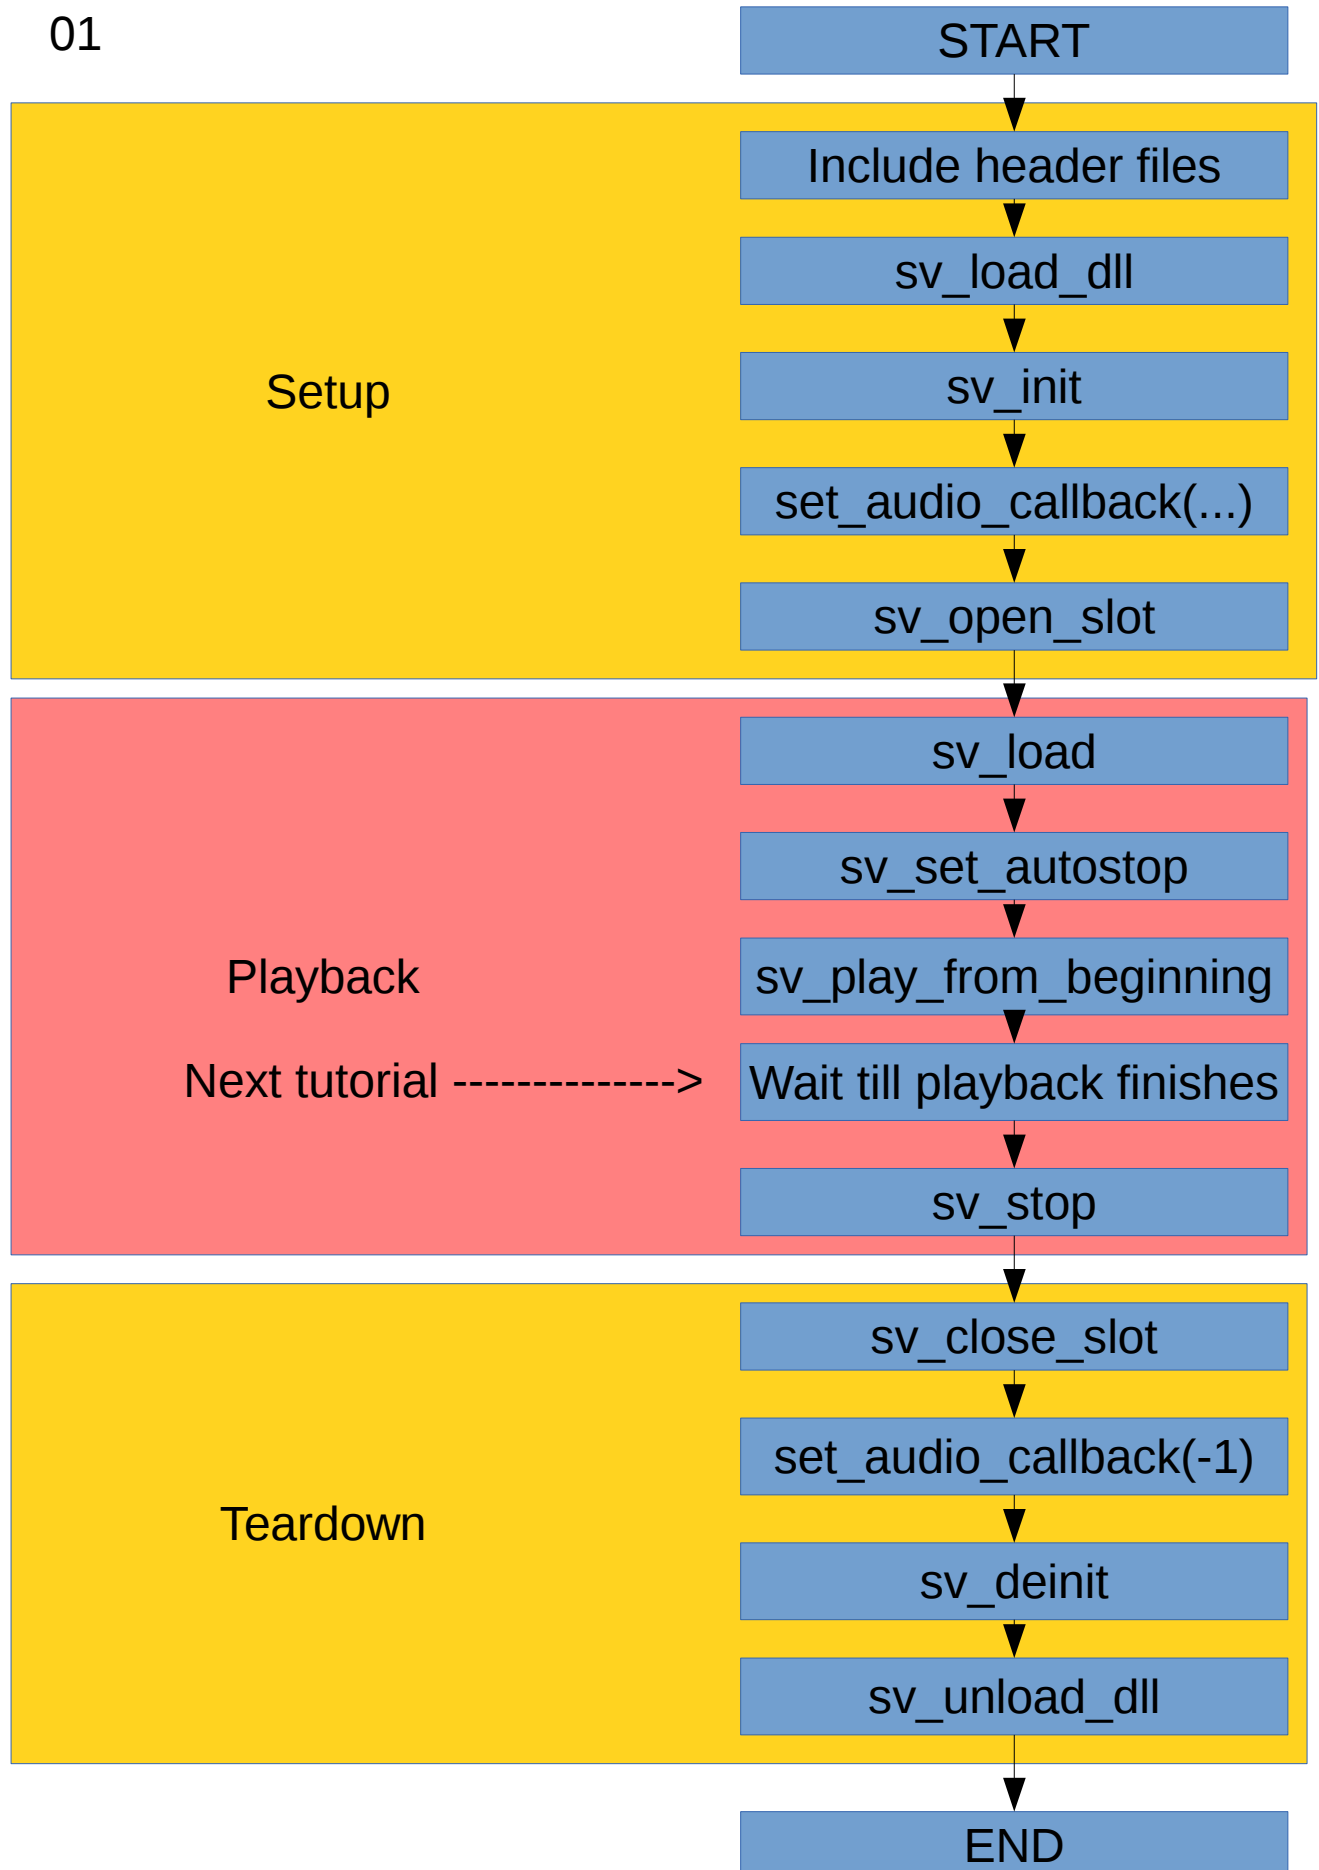 01
START
Include header files
sv_load_dll
sv_init
Setup
set_audio_callback(...)
sv_open_slot
sv_load
sv_set_autostop
Playback
sv_play_from_beginning
Next tutorial -------------->
Wait till playback finishes
sv_stop
sv_close_slot
set_audio_callback(-1)
Teardown
sv_deinit
sv_unload_dll
END